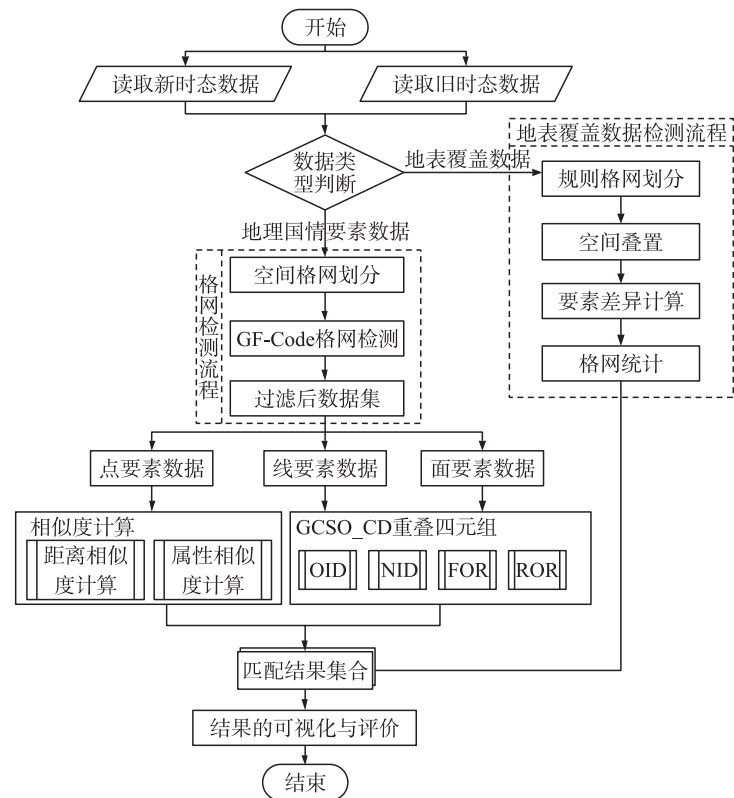 开始
读取新时态数据
读取旧时态数据
数据类
型判断
地表覆盖数据
地表覆盖数据检测流程
规则格网划分
空间叠置
要素差异计算
格网统计
地理国情要素数据
格网检测流程
空间格网划分
GF-Code格网检测
过滤后数据集
点要素数据
线要素数据
面要素数据
相似度计算
距离相似
度计算
属性相似
度计算
GCSO_CD重叠四元组
OID
NID
FOR
ROR
匹配结果集合
结果的可视化与评价
结束